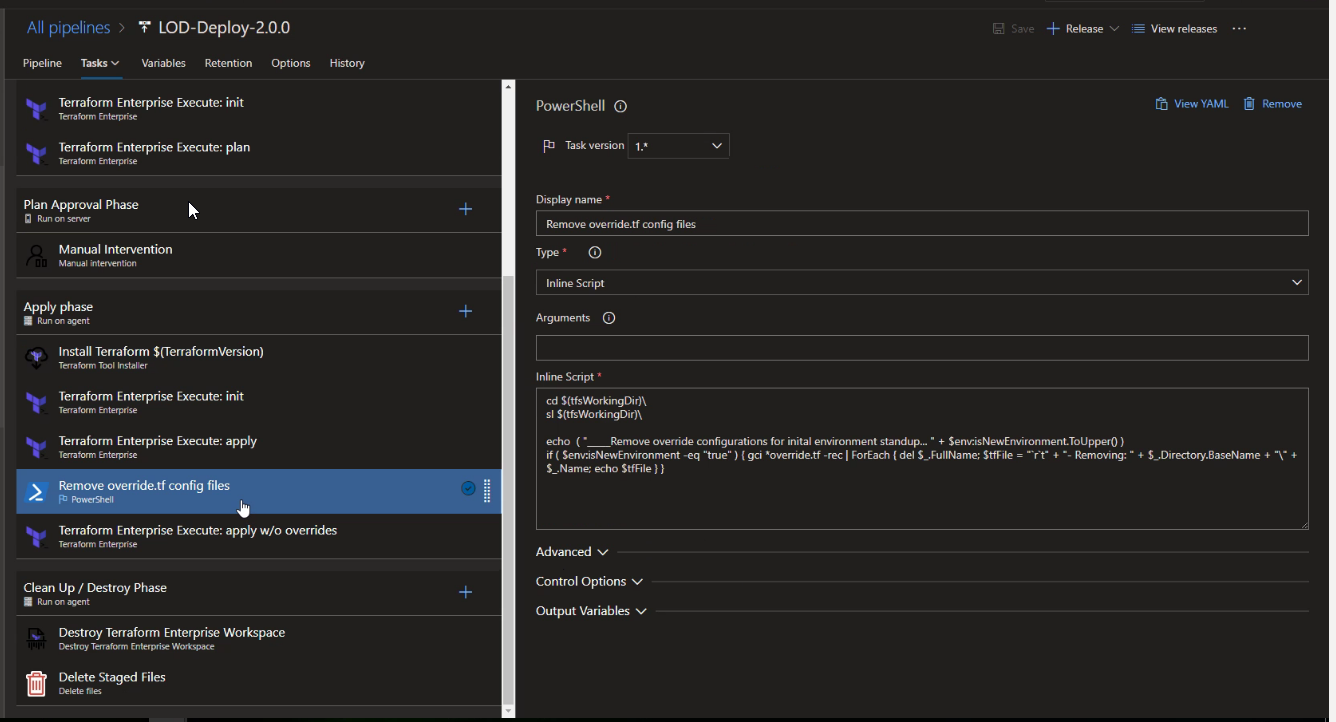 All pipelines > LOD-Deploy-2.0.0
Save
Release
View releases
...
Pipeline
Tasks
Variables
Retention
Options
History
Terraform Enterprise Execute: init
Terraform Enterprise
Terraform Enterprise Execute: plan
Terraform Enterprise
Plan Approval Phase
Run on server
Manual Intervention
Manual intervention
Apply phase
Run on agent
Install Terraform $(TerraformVersion)
Terraform Tool Installer
Terraform Enterprise Execute: init
Terraform Enterprise
Terraform Enterprise Execute: apply
Terraform Enterprise
Remove override.tf config files
PowerShell
Terraform Enterprise Execute: apply w/o overrides
Terraform Enterprise
Clean Up / Destroy Phase
Run on agent
Destroy Terraform Enterprise Workspace
Destroy Terraform Enterprise Workspace
Delete Staged Files
Delete files
PowerShell
View YAML
Remove
Task version
1.*
Display name *
Remove override.tf config files
Type *
Inline Script
Arguments
Inline Script *
cd $(tfsWorkingDir)\
sl $(tfsWorkingDir)\
echo ( "____Remove override configurations for inital environment standup... " + $env:isNewEnvironment.ToUpper() )
if ( $env:isNewEnvironment -eq "true" ) { gci *override.tf -rec | ForEach { del $_.FullName; $tfFile = "`r`t" + "- Removing: " + $_.Directory.BaseName + "\" +
$_.Name; echo $tfFile } }
Advanced
Control Options
Output Variables